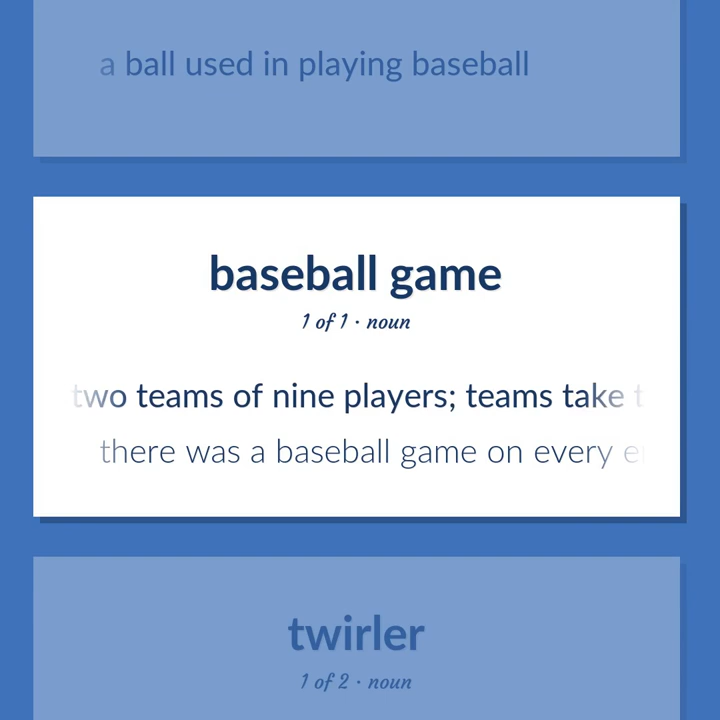 a ball used in playing baseball
baseball game
1 of 1 · noun
two teams of nine players; teams take
there was a baseball game on every
twirler
1 of 2 · noun